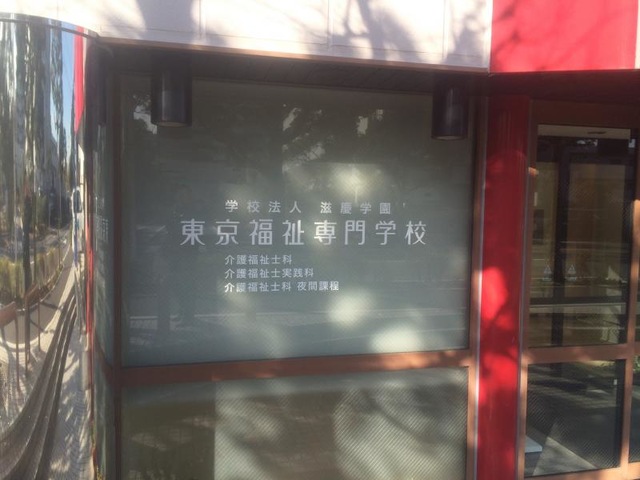 学校法人 滋慶学園
東京福祉専門学校
介護福祉士科
介護福祉士実践科
介護福祉士科 夜間課程